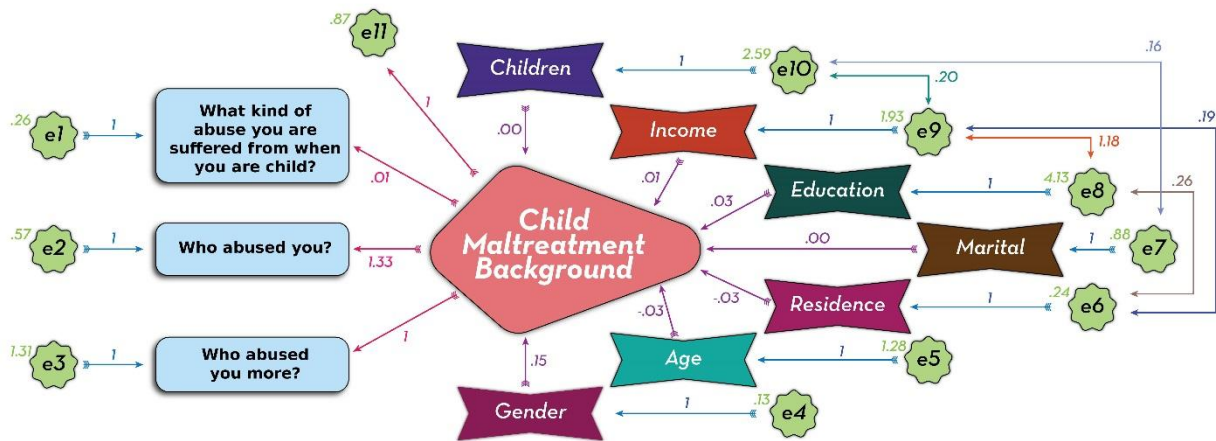 .87
e11
Children
1
2.59
e10
.16
.20
What kind of
abuse you are
suffered from when
you are child?
.26
e1
1
1
.00
Income
1
1.93
e9
.19
1.18
.01
.01
Education
1
4.13
e8
.26
.03
Child
Maltreatment
Background
.57
e2
1
Who abused you?
1.33
.00
Marital
1
.88
e7
-.03
Residence
1
.24
e6
1.31
e3
1
Who abused
you more?
1
-.03
.15
Age
1
1.28
e5
Gender
1
.13
e4